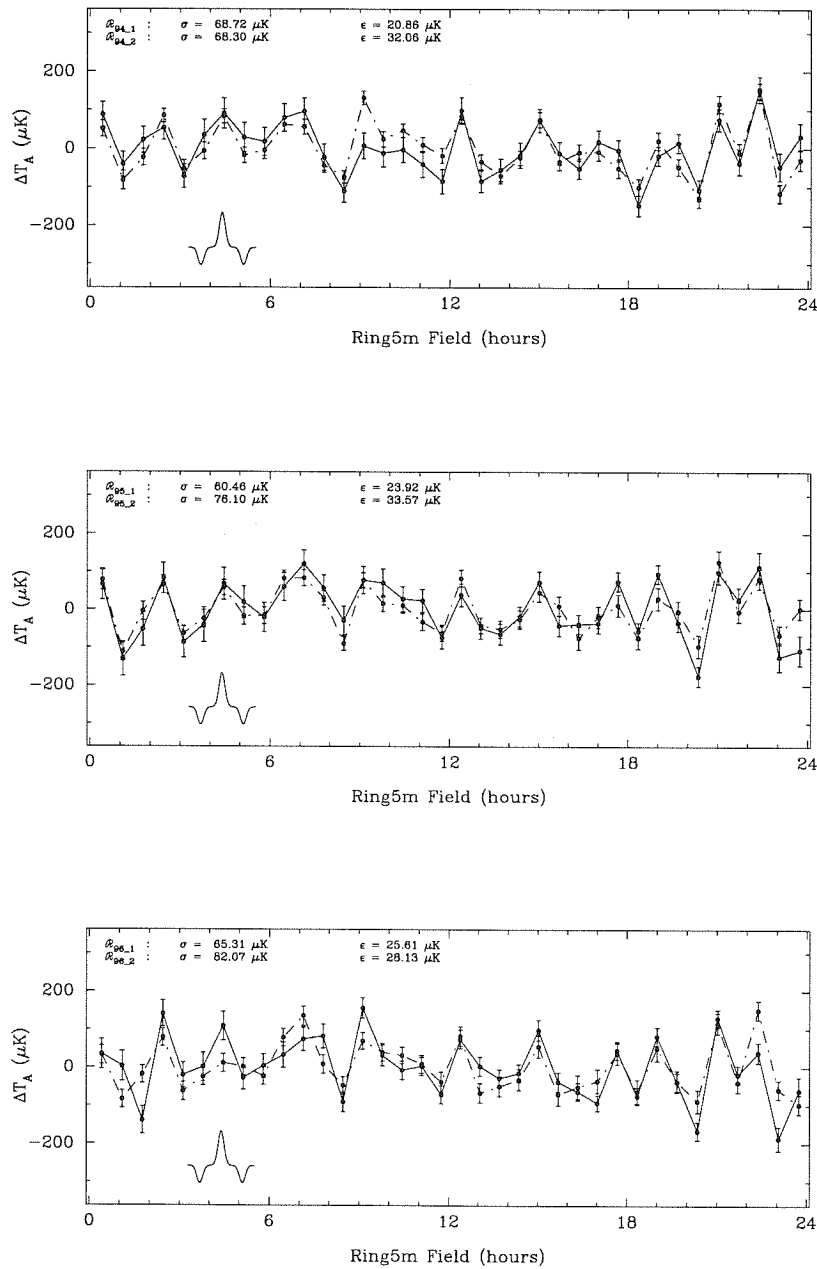 ℛ94_1 : σ = 68.72 μK ε = 20.86 μK
ℛ94_2 : σ = 68.30 μK ε = 32.06 μK
ΔT_A (μK)
200
0
−200
0 6 12 18 24
Ring5m Field (hours)
ℛ95_1 : σ = 60.46 μK ε = 23.92 μK
ℛ95_2 : σ = 76.10 μK ε = 33.57 μK
ΔT_A (μK)
200
0
−200
0 6 12 18 24
Ring5m Field (hours)
ℛ96_1 : σ = 65.31 μK ε = 25.61 μK
ℛ96_2 : σ = 82.07 μK ε = 28.13 μK
ΔT_A (μK)
200
0
−200
0 6 12 18 24
Ring5m Field (hours)